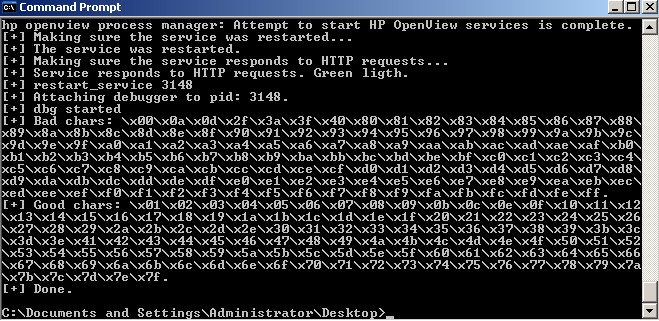 Command Prompt
hp openview process manager: Attempt to start HP OpenView services is complete.
[+] Making sure the service was restarted...
[+] The service was restarted.
[+] Making sure the service responds to HTTP requests...
[+] Service responds to HTTP requests. Green ligth.
[+] restart_service 3148
[+] Attaching debugger to pid: 3148.
[+] dbg started
[+] Bad chars: \x00\x0a\x0d\x2f\x3a\x3f\x40\x80\x81\x82\x83\x84\x85\x86\x87\x88\
x89\x8a\x8b\x8c\x8d\x8e\x8f\x90\x91\x92\x93\x94\x95\x96\x97\x98\x99\x9a\x9b\x9c\
x9d\x9e\x9f\xa0\xa1\xa2\xa3\xa4\xa5\xa6\xa7\xa8\xa9\xaa\xab\xac\xad\xae\xaf\xb0\
xb1\xb2\xb3\xb4\xb5\xb6\xb7\xb8\xb9\xba\xbb\xbc\xbd\xbe\xbf\xc0\xc1\xc2\xc3\xc4\
xc5\xc6\xc7\xc8\xc9\xca\xcb\xcc\xcd\xce\xcf\xd0\xd1\xd2\xd3\xd4\xd5\xd6\xd7\xd8\
xd9\xda\xdb\xdc\xdd\xde\xdf\xe0\xe1\xe2\xe3\xe4\xe5\xe6\xe7\xe8\xe9\xea\xeb\xec\
xed\xee\xef\xf0\xf1\xf2\xf3\xf4\xf5\xf6\xf7\xf8\xf9\xfa\xfb\xfc\xfd\xfe\xff.
[+] Good chars: \x01\x02\x03\x04\x05\x06\x07\x08\x09\x0b\x0c\x0e\x0f\x10\x11\x12
\x13\x14\x15\x16\x17\x18\x19\x1a\x1b\x1c\x1d\x1e\x1f\x20\x21\x22\x23\x24\x25\x26
\x27\x28\x29\x2a\x2b\x2c\x2d\x2e\x30\x31\x32\x33\x34\x35\x36\x37\x38\x39\x3b\x3c
\x3d\x3e\x41\x42\x43\x44\x45\x46\x47\x48\x49\x4a\x4b\x4c\x4d\x4e\x4f\x50\x51\x52
\x53\x54\x55\x56\x57\x58\x59\x5a\x5b\x5c\x5d\x5e\x5f\x60\x61\x62\x63\x64\x65\x66
\x67\x68\x69\x6a\x6b\x6c\x6d\x6e\x6f\x70\x71\x72\x73\x74\x75\x76\x77\x78\x79\x7a
\x7b\x7c\x7d\x7e\x7f.
[+] Done.
C:\Documents and Settings\Administrator\Desktop>_